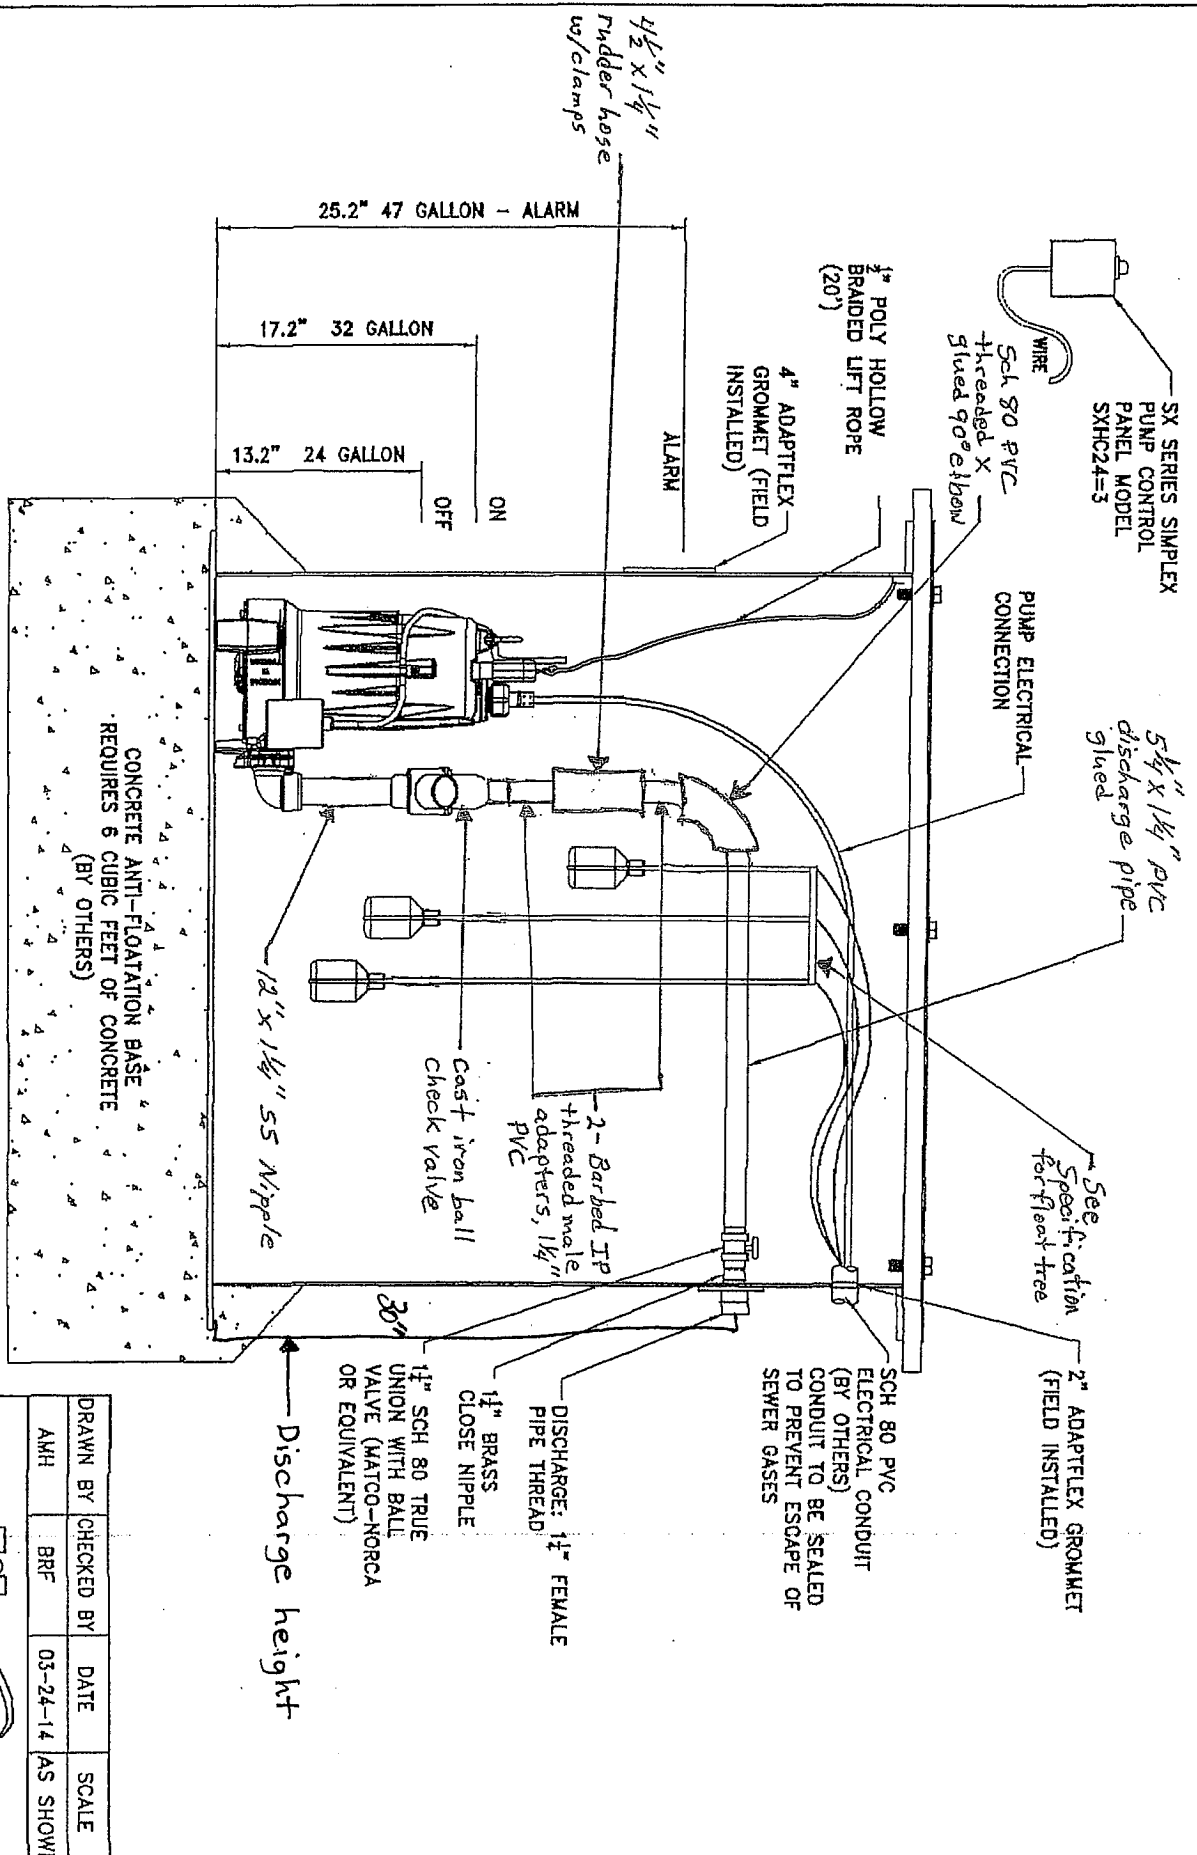 4½" x 1¼"
rudder hose
w/clamps
SX SERIES SIMPLEX
PUMP CONTROL
PANEL MODEL
SXHC24=3
WIRE
Sch 80 PVC
threaded x
glued 90° elbow
½" POLY HOLLOW
BRAIDED LIFT ROPE
(20')
4" ADAPTFLEX
GROMMET (FIELD
INSTALLED)
25.2" 47 GALLON - ALARM
17.2" 32 GALLON
13.2" 24 GALLON
ALARM
ON
OFF
PUMP ELECTRICAL
CONNECTION
5¼" x 1¼" PVC
discharge pipe
glued
See
Specification
for float tree
2" ADAPTFLEX GROMMET
(FIELD INSTALLED)
SCH 80 PVC
ELECTRICAL CONDUIT
(BY OTHERS)
CONDUIT TO BE SEALED
TO PREVENT ESCAPE OF
SEWER GASES
DISCHARGE: 1¼" FEMALE
PIPE THREAD
1¼" BRASS
CLOSE NIPPLE
1¼" SCH 80 TRUE
UNION WITH BALL
VALVE (MATCO-NORCA
OR EQUIVALENT)
2- Barbed IP
threaded male
adapters, 1¼"
PVC
Cast iron ball
check valve
12" x 1¼" SS Nipple
30"
Discharge height
CONCRETE ANTI-FLOATATION BASE
REQUIRES 6 CUBIC FEET OF CONCRETE
(BY OTHERS)
DRAWN BY CHECKED BY DATE SCALE
AMH BRF 03-24-14 AS SHOW